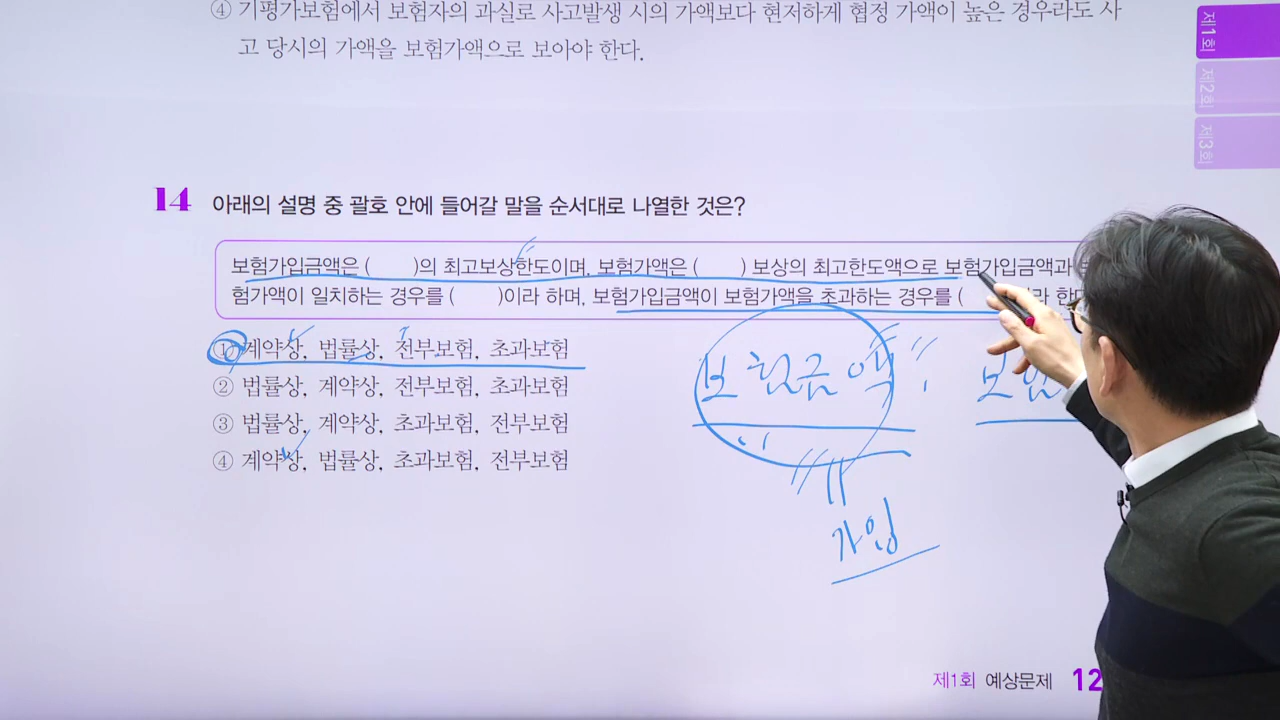 ④ 기평가보험에서 보험자의 과실로 사고발생 시의 가액보다 현저하게 협정 가액이 높은 경우라도 사
고 당시의 가액을 보험가액으로 보아야 한다.
제1회
제2회
제3회
14 아래의 설명 중 괄호 안에 들어갈 말을 순서대로 나열한 것은?
보험가입금액은 ( )의 최고보상한도이며, 보험가액은 ( ) 보상의 최고한도액으로 보험가입금액과
험가액이 일치하는 경우를 ( )이라 하며, 보험가입금액이 보험가액을 초과하는 경우를 (
① 계약상, 법률상, 전부보험, 초과보험
② 법률상, 계약상, 전부보험, 초과보험
③ 법률상, 계약상, 초과보험, 전부보험
④ 계약상, 법률상, 초과보험, 전부보험
보험금액
가입
제1회 예상문제 12